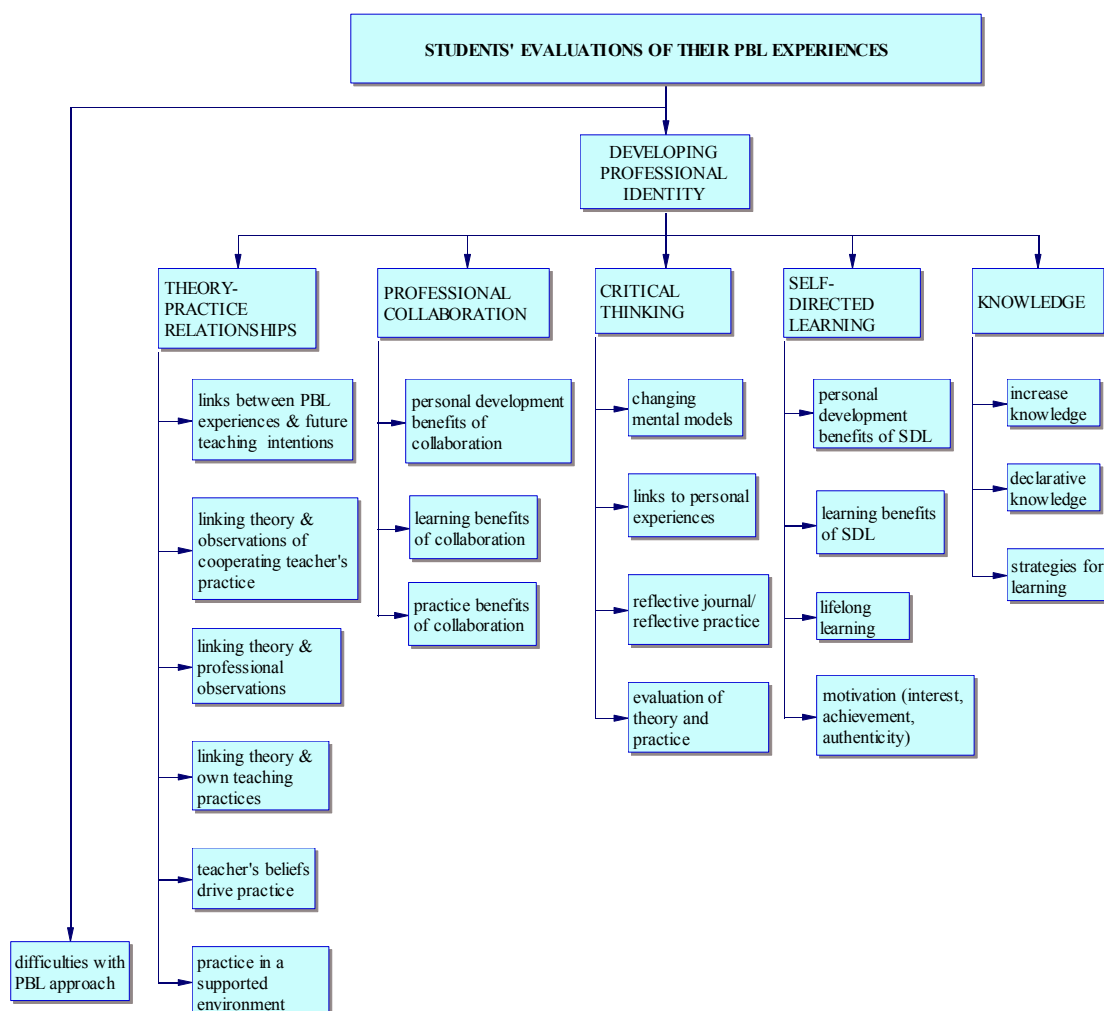 STUDENTS' EVALUATIONS OF THEIR PBL EXPERIENCES
DEVELOPING
PROFESSIONAL
IDENTITY
THEORY-
PRACTICE
RELATIONSHIPS
links between PBL
experiences & future
teaching intentions
linking theory &
observations of
cooperating teacher's
practice
linking theory &
professional
observations
linking theory &
own teaching
practices
teacher's beliefs
drive practice
practice in a
supported
environment
PROFESSIONAL
COLLABORATION
personal development
benefits of
collaboration
learning benefits
of collaboration
practice benefits
of collaboration
CRITICAL
THINKING
changing
mental models
links to personal
experiences
reflective journal/
reflective practice
evaluation of
theory and
practice
SELF-
DIRECTED
LEARNING
personal
development
benefits of SDL
learning benefits
of SDL
lifelong
learning
motivation (interest,
achievement,
authenticity)
KNOWLEDGE
increase
knowledge
declarative
knowledge
strategies for
learning
difficulties with
PBL approach